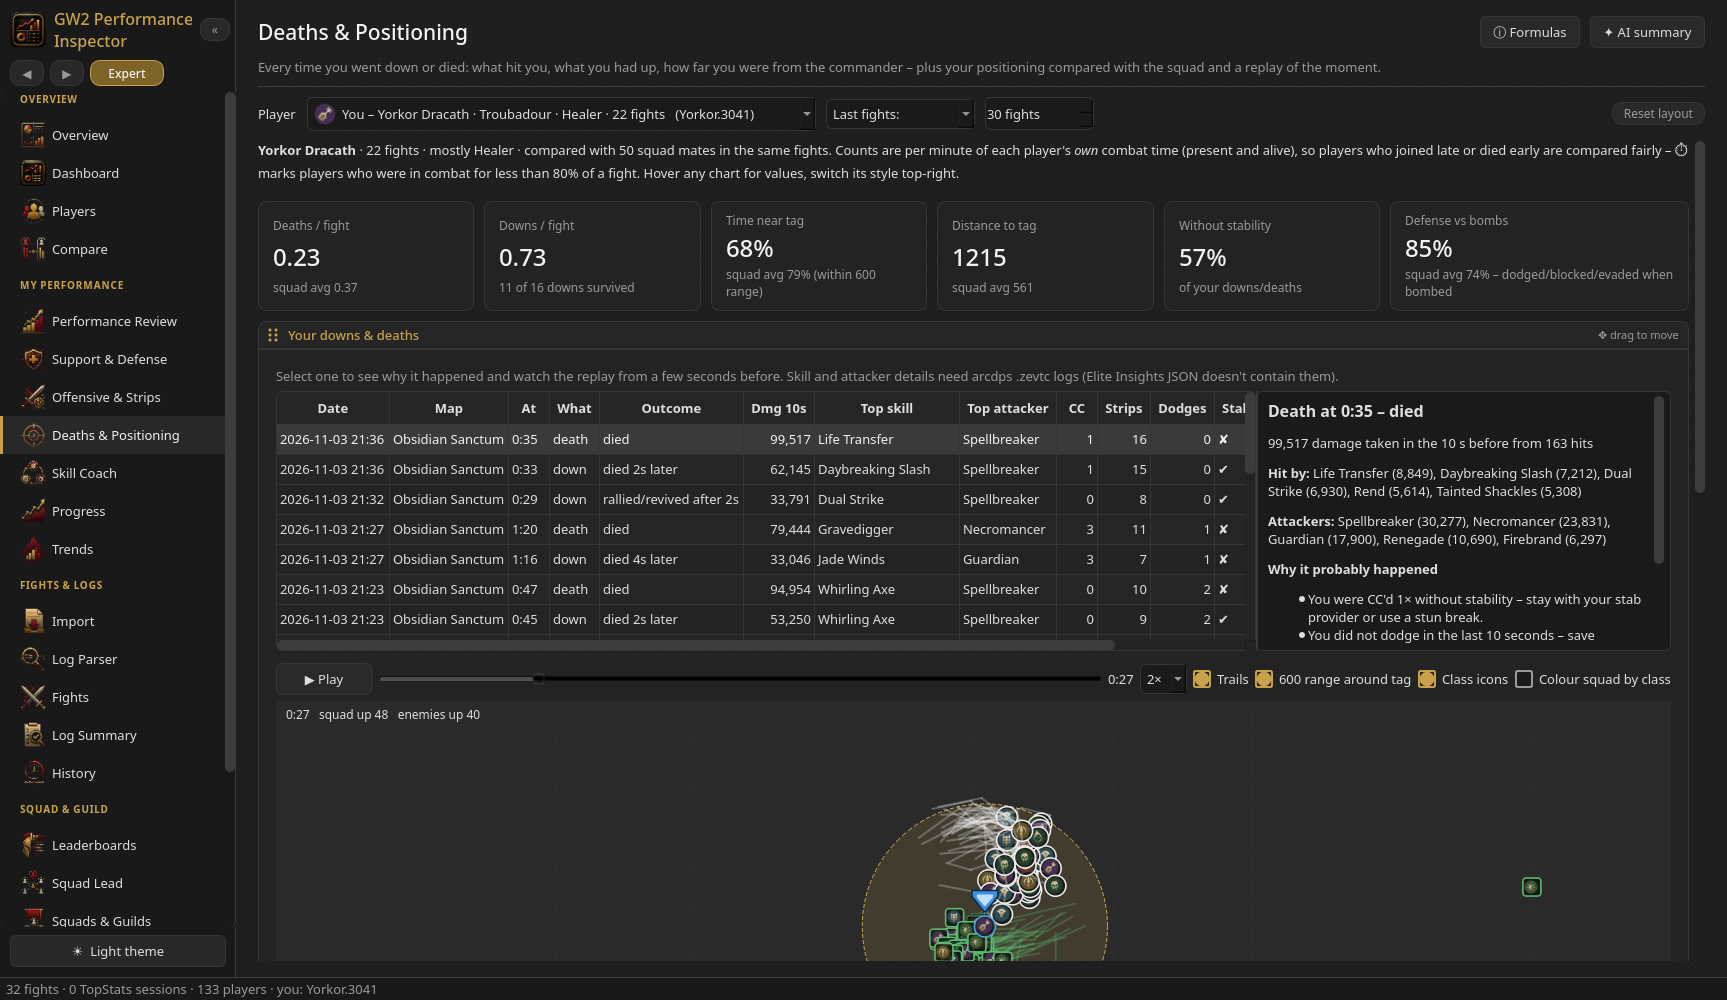 GW2 Performance Inspector
«
◀ ▶ Expert
OVERVIEW
Overview
Dashboard
Players
Compare
MY PERFORMANCE
Performance Review
Support & Defense
Offensive & Strips
Deaths & Positioning
Skill Coach
Progress
Trends
FIGHTS & LOGS
Import
Log Parser
Fights
Log Summary
History
SQUAD & GUILD
Leaderboards
Squad Lead
Squads & Guilds
☀ Light theme
Deaths & Positioning
ⓘ Formulas
✦ AI summary
Every time you went down or died: what hit you, what you had up, how far you were from the commander – plus your positioning compared with the squad and a replay of the moment.
Player You – Yorkor Dracath · Troubadour · Healer · 22 fights (Yorkor.3041) Last fights: 30 fights Reset layout
Yorkor Dracath · 22 fights · mostly Healer · compared with 50 squad mates in the same fights. Counts are per minute of each player's own combat time (present and alive), so players who joined late or died early are compared fairly – ⏱
marks players who were in combat for less than 80% of a fight. Hover any chart for values, switch its style top-right.
Deaths / fight
0.23
squad avg 0.37
Downs / fight
0.73
11 of 16 downs survived
Time near tag
68%
squad avg 79% (within 600
range)
Distance to tag
1215
squad avg 561
Without stability
57%
of your downs/deaths
Defense vs bombs
85%
squad avg 74% – dodged/blocked/evaded when
bombed
Your downs & deaths
✥ drag to move
Select one to see why it happened and watch the replay from a few seconds before. Skill and attacker details need arcdps .zevtc logs (Elite Insights JSON doesn't contain them).
Date Map At What Outcome Dmg 10s Top skill Top attacker CC Strips Dodges Stal
2026-11-03 21:36 Obsidian Sanctum 0:35 death died 99,517 Life Transfer Spellbreaker 1 16 0 ✘
2026-11-03 21:36 Obsidian Sanctum 0:33 down died 2s later 62,145 Daybreaking Slash Spellbreaker 1 15 0 ✔
2026-11-03 21:32 Obsidian Sanctum 0:29 down rallied/revived after 2s 33,791 Dual Strike Spellbreaker 0 8 0 ✔
2026-11-03 21:27 Obsidian Sanctum 1:20 death died 79,444 Gravedigger Necromancer 3 11 1 ✘
2026-11-03 21:27 Obsidian Sanctum 1:16 down died 4s later 33,046 Jade Winds Guardian 3 7 1 ✘
2026-11-03 21:23 Obsidian Sanctum 0:47 death died 94,954 Whirling Axe Spellbreaker 0 10 2 ✘
2026-11-03 21:23 Obsidian Sanctum 0:45 down died 2s later 53,250 Whirling Axe Spellbreaker 0 9 2 ✔
Death at 0:35 – died
99,517 damage taken in the 10 s before from 163 hits
Hit by: Life Transfer (8,849), Daybreaking Slash (7,212), Dual
Strike (6,930), Rend (5,614), Tainted Shackles (5,308)
Attackers: Spellbreaker (30,277), Necromancer (23,831),
Guardian (17,900), Renegade (10,690), Firebrand (6,297)
Why it probably happened
● You were CC'd 1× without stability – stay with your stab
provider or use a stun break.
● You did not dodge in the last 10 seconds – save
▶ Play 0:27 2× Trails 600 range around tag Class icons Colour squad by class
0:27 squad up 48 enemies up 40
32 fights · 0 TopStats sessions · 133 players · you: Yorkor.3041